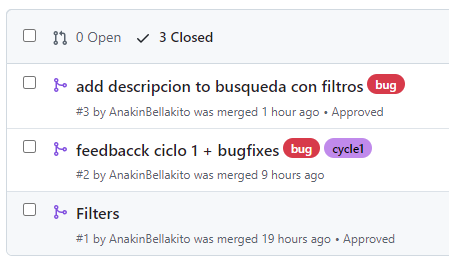 0 Open 3 Closed
add descripcion to busqueda con filtros bug
#3 by AnakinBellakito was merged 1 hour ago • Approved
feedbacck ciclo 1 + bugfixes bug cycle1
#2 by AnakinBellakito was merged 9 hours ago
Filters
#1 by AnakinBellakito was merged 19 hours ago • Approved